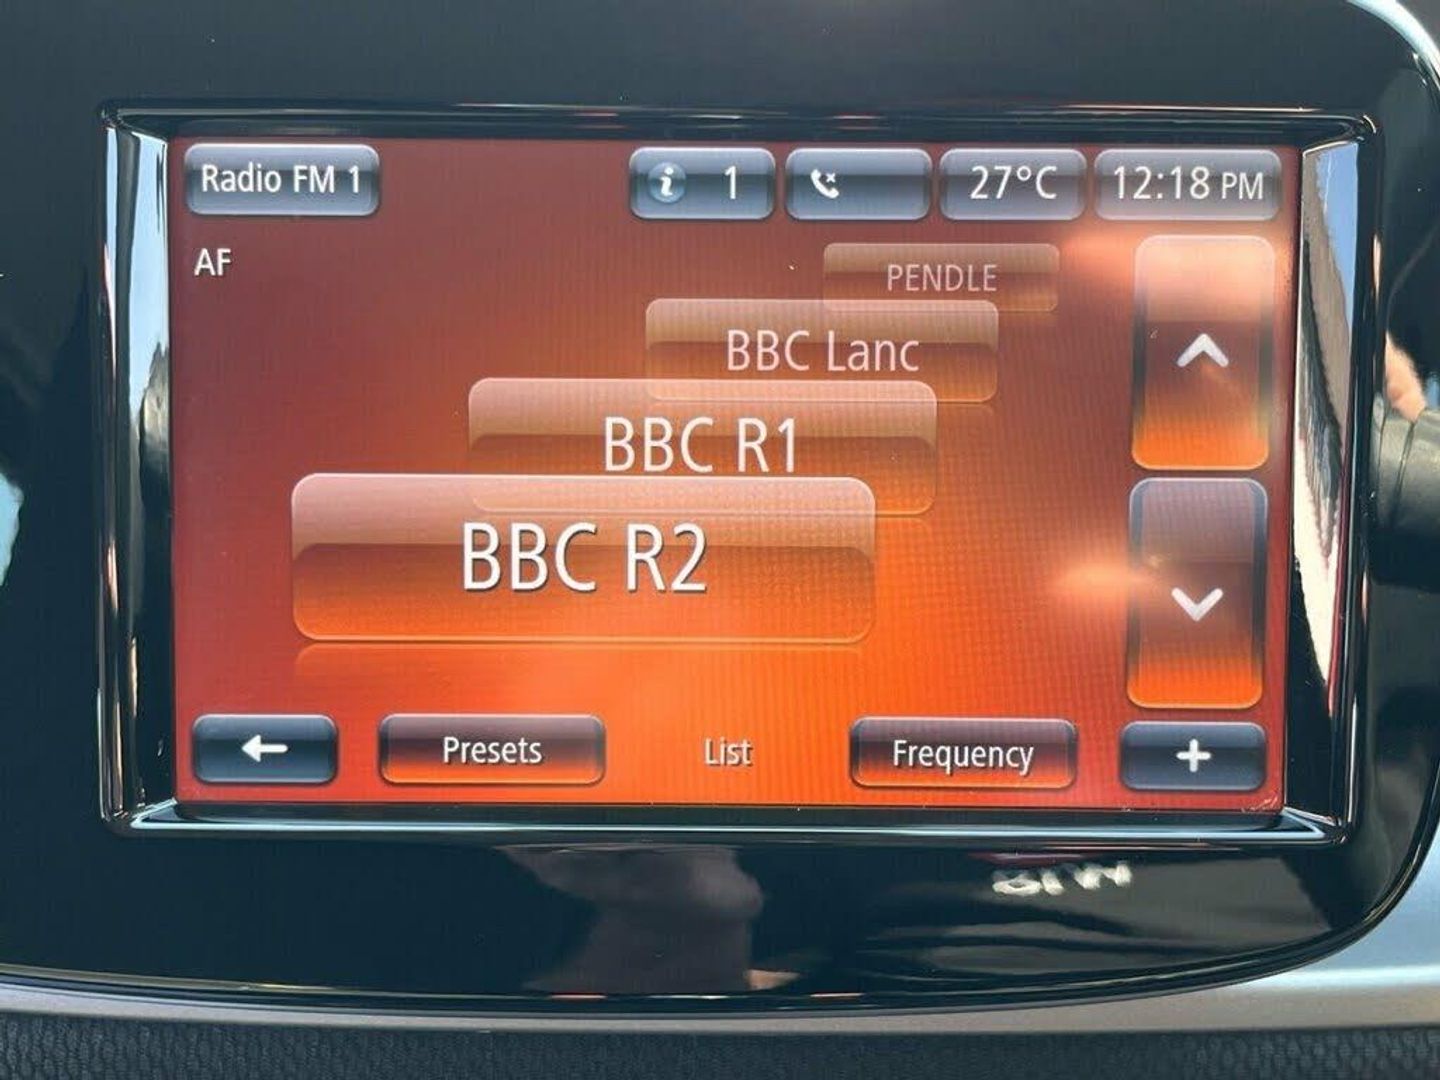 Radio FM 1
1
27°C
12:18 PM
AF
PENDLE
BBC Lanc
BBC R1
BBC R2
Presets
List
Frequency